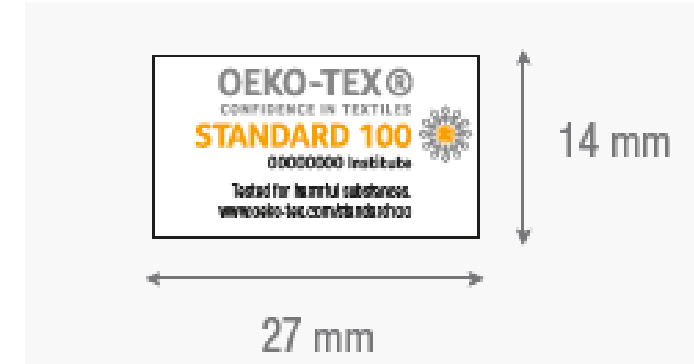 OEKO-TEX®
CONFIDENCE IN TEXTILES
STANDARD 100
00000000 Institute
Tested for harmful substances.
www.oeko-tex.com/standard100
14 mm
27 mm